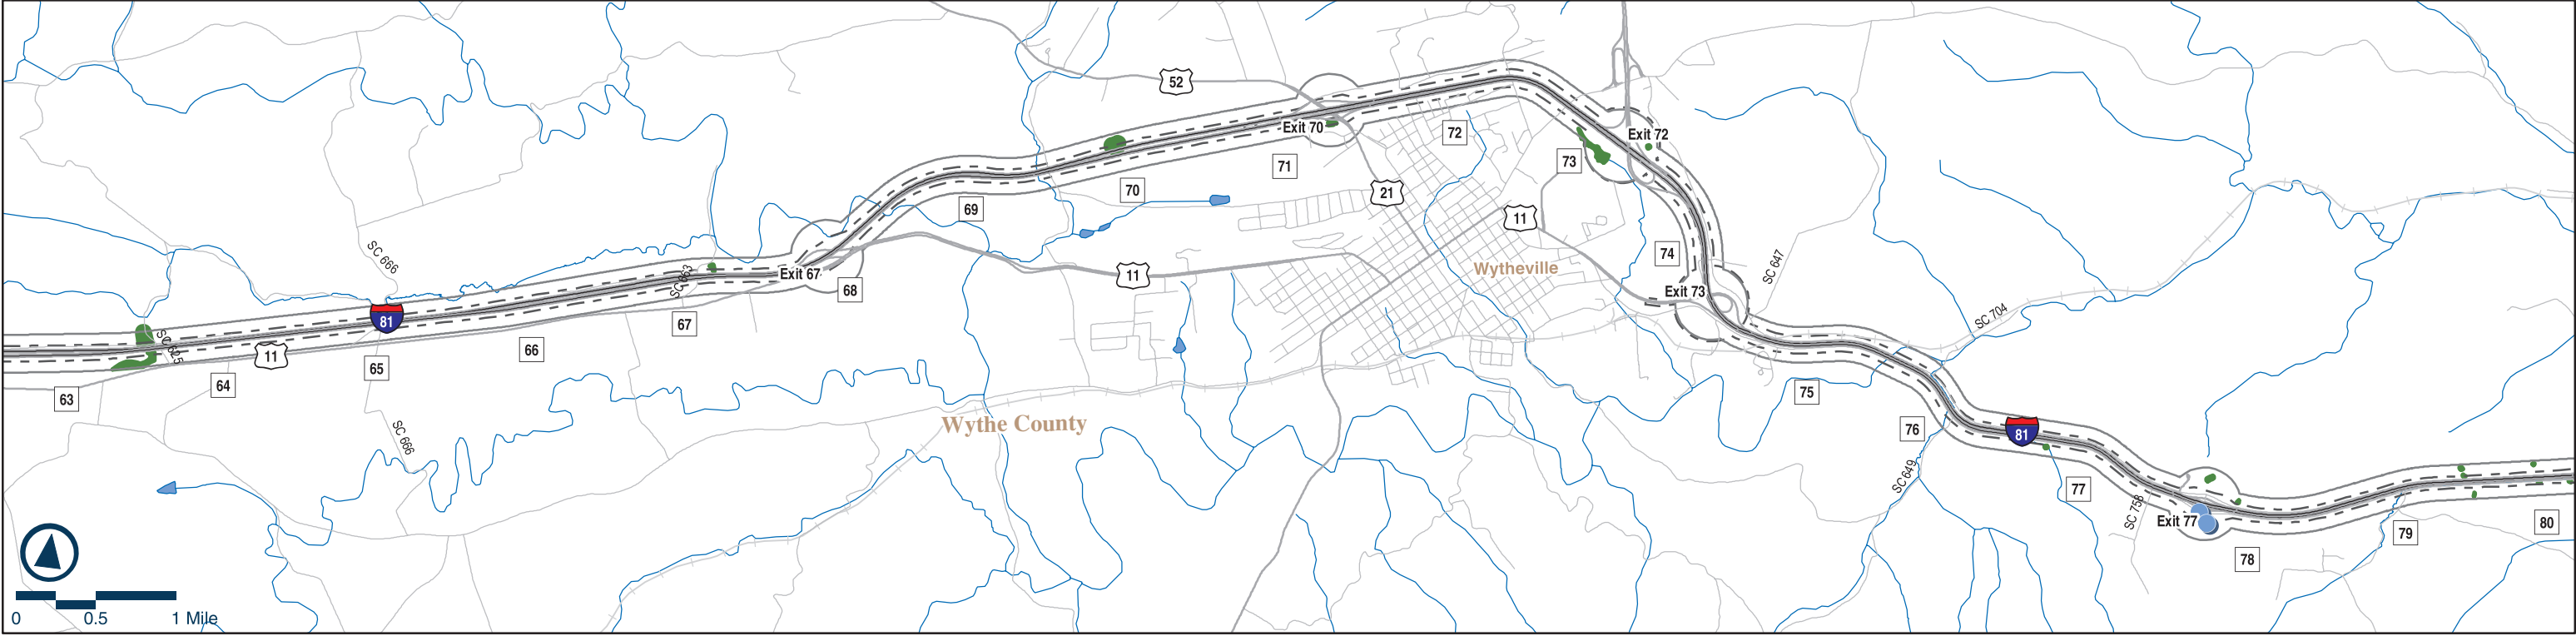 52
Exit 70
72
Exit 72
71
73
70
21
69
11
SC 666
74
SC 647
Wytheville
Exit 67
11
68
Exit 73
81
67
SC 704
SC 625
11
66
65
64
63
75
Wythe County
76
81
SC 666
SC 649
77
SC 758
Exit 77
80
79
78
0 0.5 1 Mile